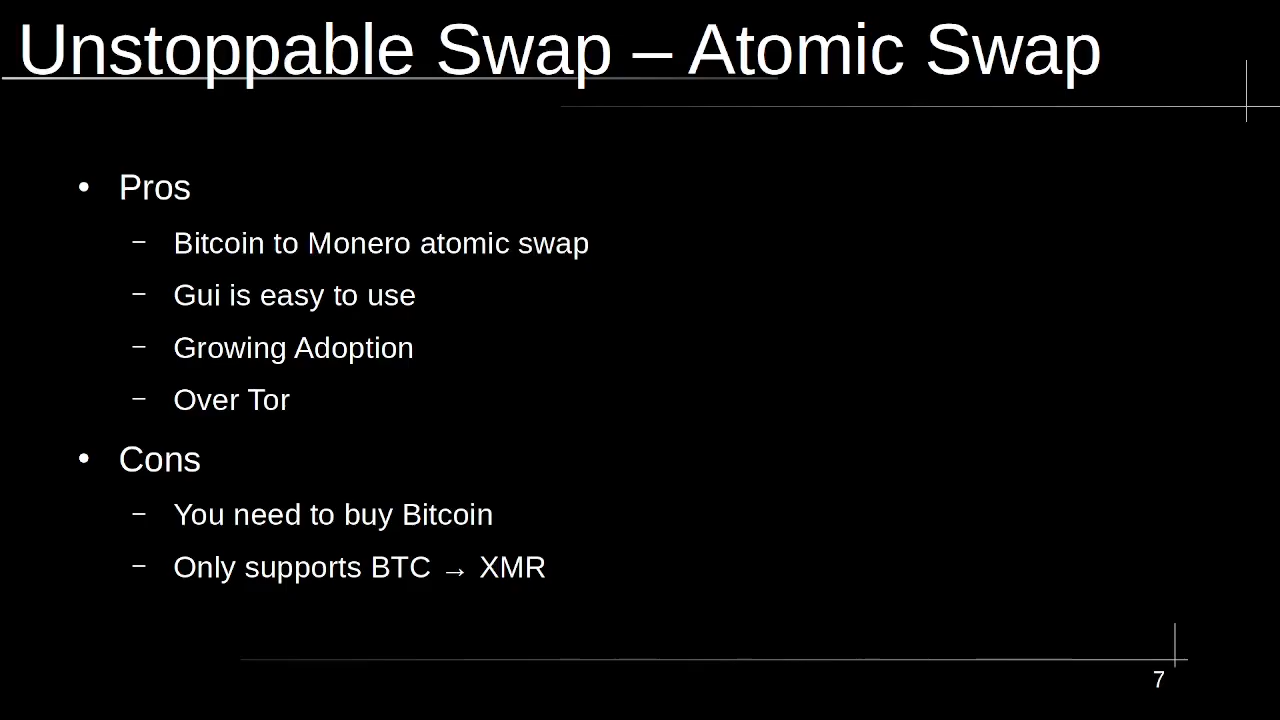 Unstoppable Swap – Atomic Swap
• Pros
– Bitcoin to Monero atomic swap
– Gui is easy to use
– Growing Adoption
– Over Tor
• Cons
– You need to buy Bitcoin
– Only supports BTC → XMR
7